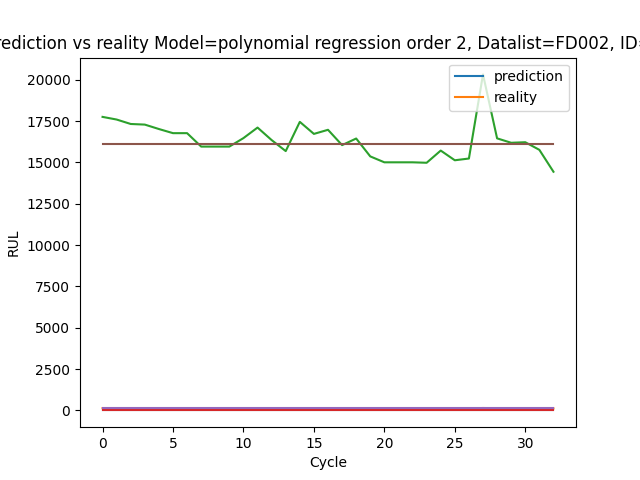 rediction vs reality Model=polynomial regression order 2, Datalist=FD002, ID=
prediction
reality
20000
17500
15000
12500
10000
7500
5000
2500
0
RUL
0 5 10 15 20 25 30
Cycle